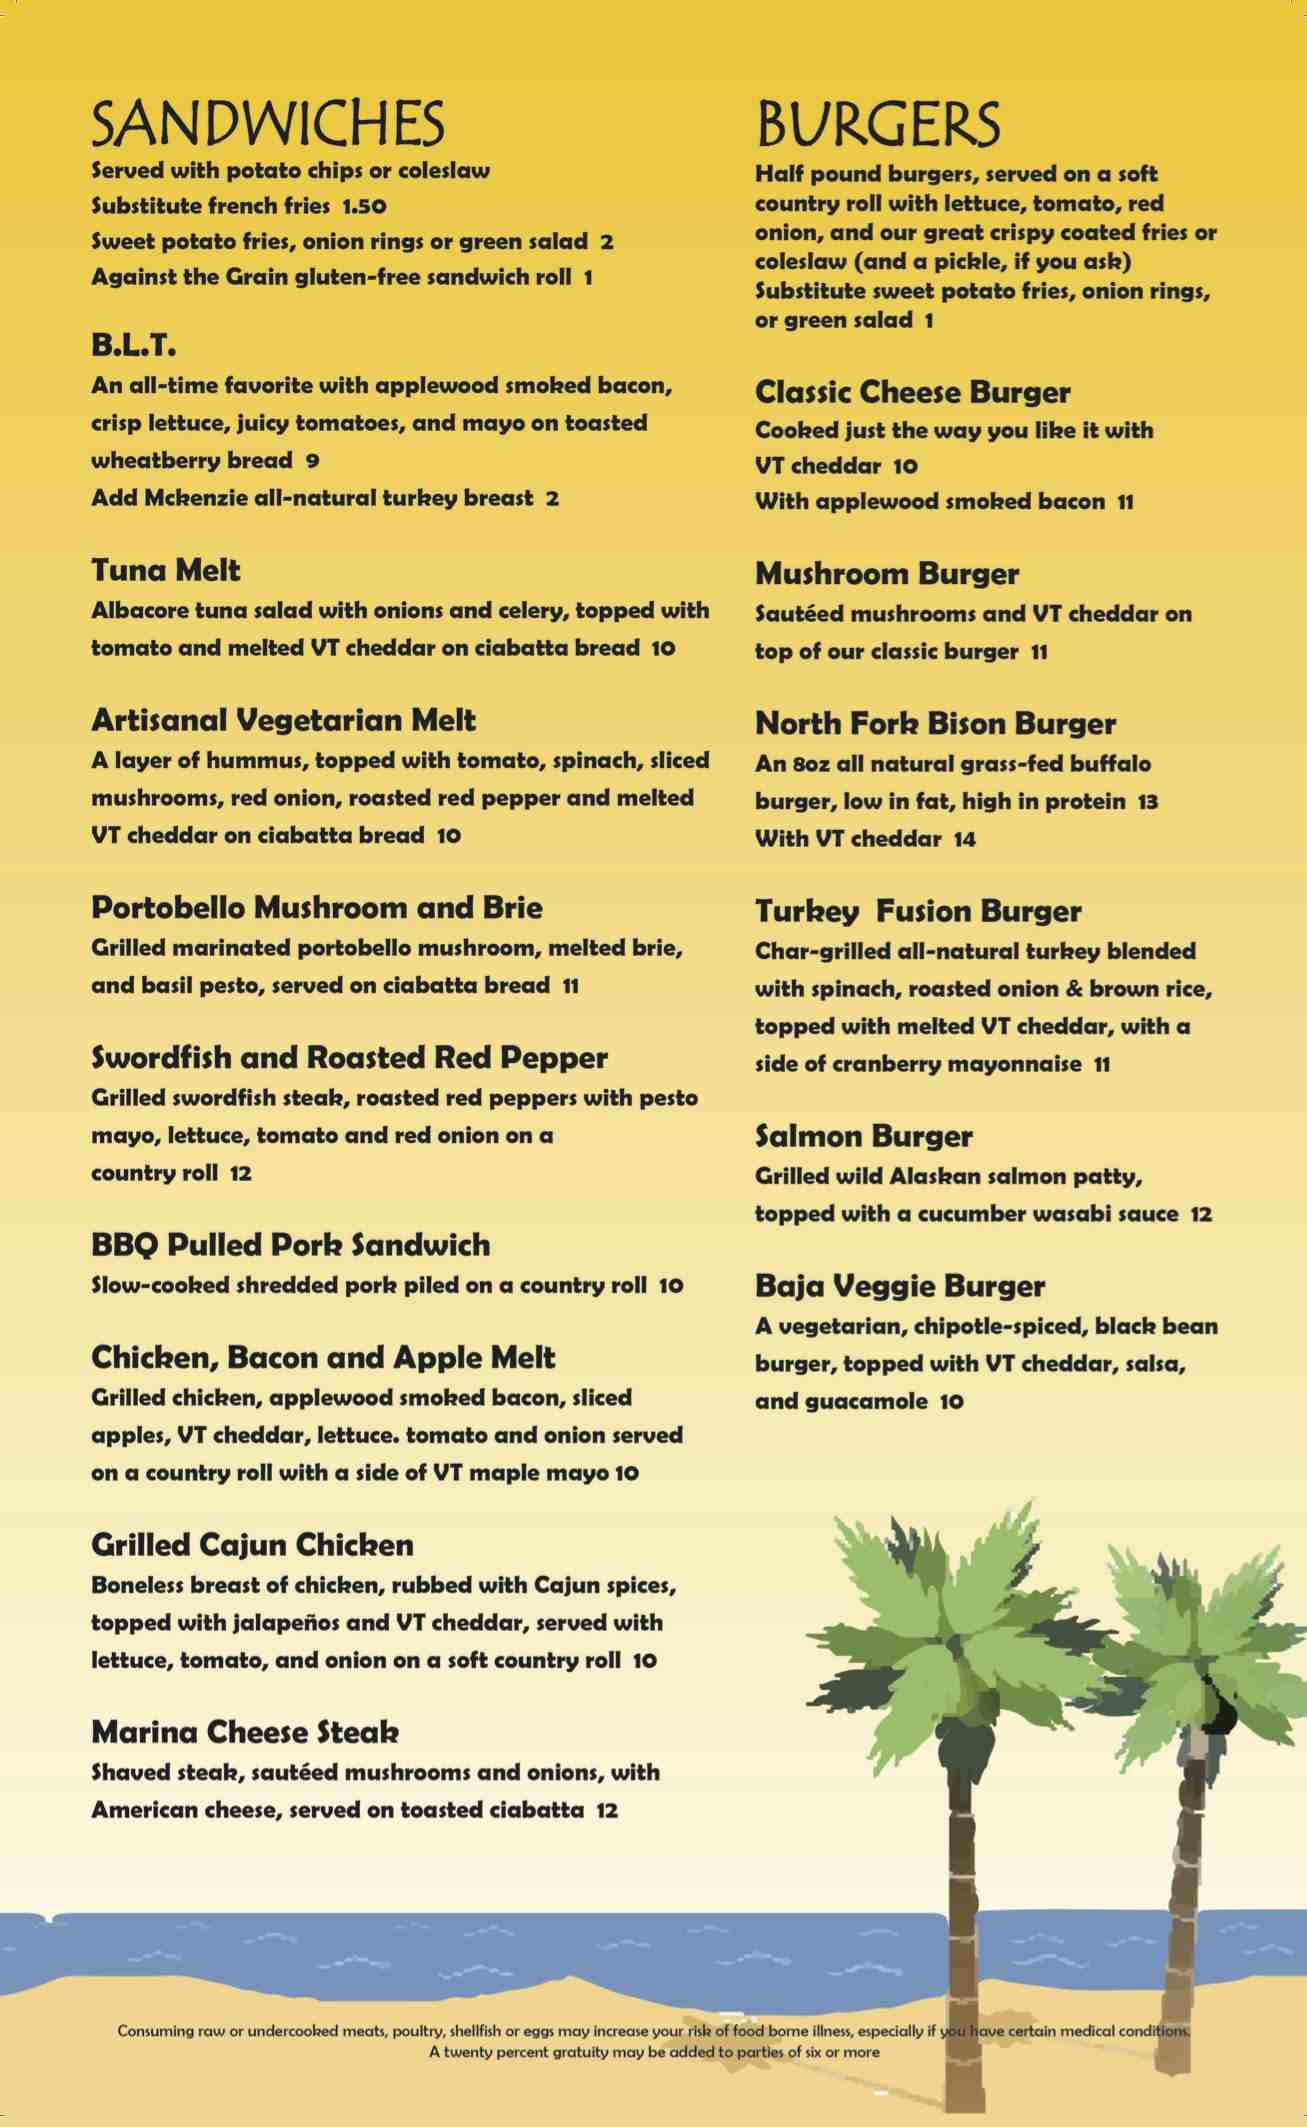 SANDWICHES
Served with potato chips or coleslaw
Substitute french fries 1.50
Sweet potato fries, onion rings or green salad 2
Against the Grain gluten-free sandwich roll 1
B.L.T.
An all-time favorite with applewood smoked bacon,
crisp lettuce, juicy tomatoes, and mayo on toasted
wheatberry bread 9
Add Mckenzie all-natural turkey breast 2
Tuna Melt
Albacore tuna salad with onions and celery, topped with
tomato and melted VT cheddar on ciabatta bread 10
Artisanal Vegetarian Melt
A layer of hummus, topped with tomato, spinach, sliced
mushrooms, red onion, roasted red pepper and melted
VT cheddar on ciabatta bread 10
Portobello Mushroom and Brie
Grilled marinated portobello mushroom, melted brie,
and basil pesto, served on ciabatta bread 11
Swordfish and Roasted Red Pepper
Grilled swordfish steak, roasted red peppers with pesto
mayo, lettuce, tomato and red onion on a
country roll 12
BBQ Pulled Pork Sandwich
Slow-cooked shredded pork piled on a country roll 10
Chicken, Bacon and Apple Melt
Grilled chicken, applewood smoked bacon, sliced
apples, VT cheddar, lettuce. tomato and onion served
on a country roll with a side of VT maple mayo 10
Grilled Cajun Chicken
Boneless breast of chicken, rubbed with Cajun spices,
topped with jalapeños and VT cheddar, served with
lettuce, tomato, and onion on a soft country roll 10
Marina Cheese Steak
Shaved steak, sautéed mushrooms and onions, with
American cheese, served on toasted ciabatta 12
BURGERS
Half pound burgers, served on a soft
country roll with lettuce, tomato, red
onion, and our great crispy coated fries or
coleslaw (and a pickle, if you ask)
Substitute sweet potato fries, onion rings,
or green salad 1
Classic Cheese Burger
Cooked just the way you like it with
VT cheddar 10
With applewood smoked bacon 11
Mushroom Burger
Sautéed mushrooms and VT cheddar on
top of our classic burger 11
North Fork Bison Burger
An 8oz all natural grass-fed buffalo
burger, low in fat, high in protein 13
With VT cheddar 14
Turkey Fusion Burger
Char-grilled all-natural turkey blended
with spinach, roasted onion & brown rice,
topped with melted VT cheddar, with a
side of cranberry mayonnaise 11
Salmon Burger
Grilled wild Alaskan salmon patty,
topped with a cucumber wasabi sauce 12
Baja Veggie Burger
A vegetarian, chipotle-spiced, black bean
burger, topped with VT cheddar, salsa,
and guacamole 10
Consuming raw or undercooked meats, poultry, shellfish or eggs may increase your risk of food borne illness, especially if you have certain medical conditions.
A twenty percent gratuity may be added to parties of six or more